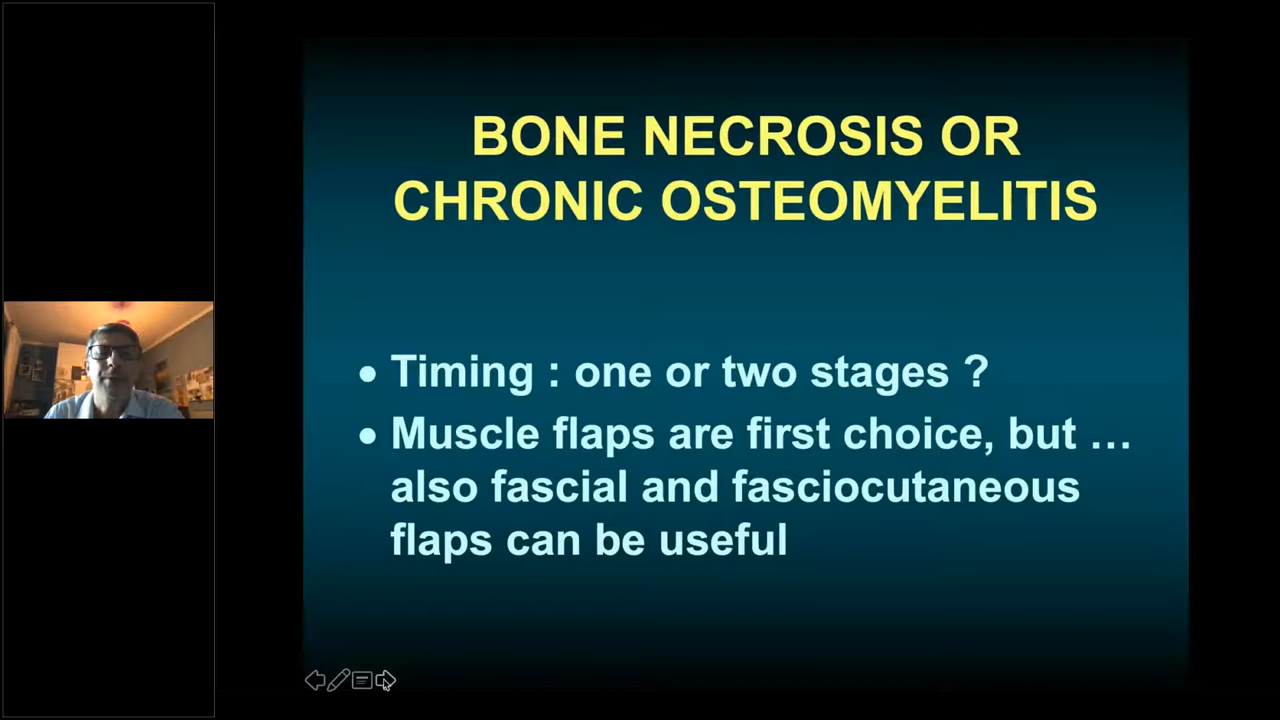 BONE NECROSIS OR
CHRONIC OSTEOMYELITIS
• Timing : one or two stages ?
• Muscle flaps are first choice, but …
also fascial and fasciocutaneous
flaps can be useful